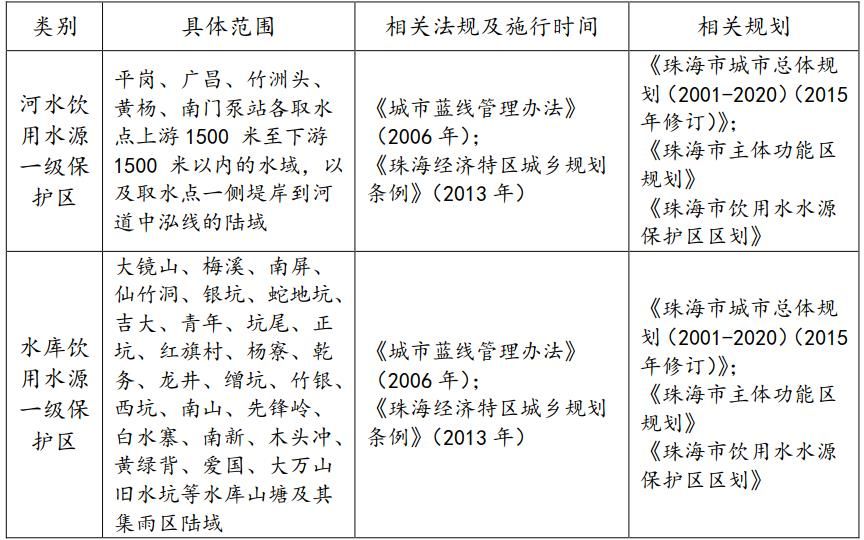 类别
具体范围
相关法规及施行时间
相关规划
河水饮
用水源
一级保
护区
平岗、广昌、竹洲头、
黄杨、南门泵站各取水
点上游1500 米至下游
1500 米以内的水域，以
及取水点一侧堤岸到河
道中泓线的陆域
《城市蓝线管理办法》
（2006 年）；
《珠海经济特区城乡规划
条例》（2013 年）
《珠海市城市总体规
划（2001-2020）（2015
年修订）》；
《珠海市主体功能区
规划》
《珠海市饮用水水源
保护区区划》
水库饮
用水源
一级保
护区
大镜山、梅溪、南屏、
仙竹洞、银坑、蛇地坑、
吉大、青年、坑尾、正
坑、红旗村、杨寮、乾
务、龙井、缯坑、竹银、
西坑、南山、先锋岭、
白水寨、南新、木头冲、
黄绿背、爱国、大万山
旧水坑等水库山塘及其
集雨区陆域
《城市蓝线管理办法》
（2006 年）；
《珠海经济特区城乡规划
条例》（2013 年）
《珠海市城市总体规
划（2001-2020）（2015
年修订）》；
《珠海市主体功能区
规划》
《珠海市饮用水水源
保护区区划》